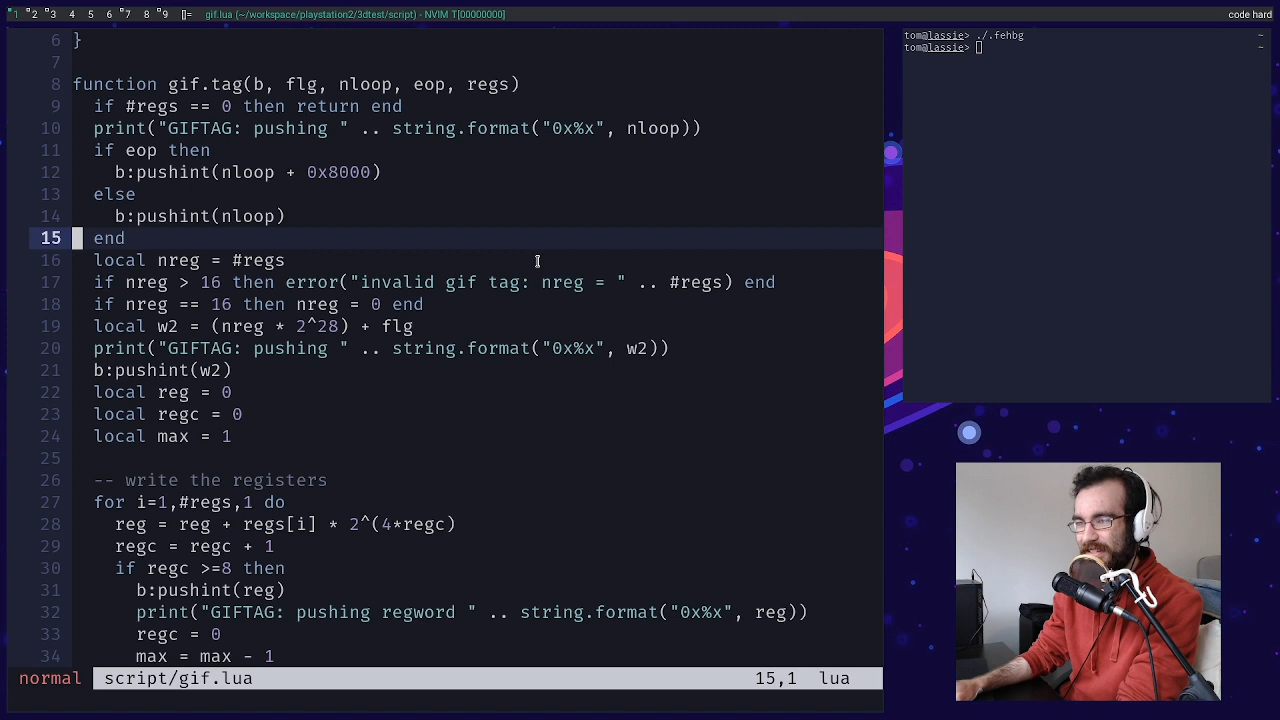 1 2 3 4 5 6 7 8 9 []= gif.lua (~/workspace/playstation2/3dtest/script) - NVIM T[00000000] code hard
6 }
7
8 function gif.tag(b, flg, nloop, eop, regs)
9 if #regs == 0 then return end
10 print("GIFTAG: pushing " .. string.format("0x%x", nloop))
11 if eop then
12 b:pushint(nloop + 0x8000)
13 else
14 b:pushint(nloop)
15 end
16 local nreg = #regs
17 if nreg > 16 then error("invalid gif tag: nreg = " .. #regs) end
18 if nreg == 16 then nreg = 0 end
19 local w2 = (nreg * 2^28) + flg
20 print("GIFTAG: pushing " .. string.format("0x%x", w2))
21 b:pushint(w2)
22 local reg = 0
23 local regc = 0
24 local max = 1
25
26 -- write the registers
27 for i=1,#regs,1 do
28 reg = reg + regs[i] * 2^(4*regc)
29 regc = regc + 1
30 if regc >=8 then
31 b:pushint(reg)
32 print("GIFTAG: pushing regword " .. string.format("0x%x", reg))
33 regc = 0
34 max = max - 1
normal script/gif.lua 15,1 lua
tom@lassie> ./.fehbg ~
tom@lassie> ~